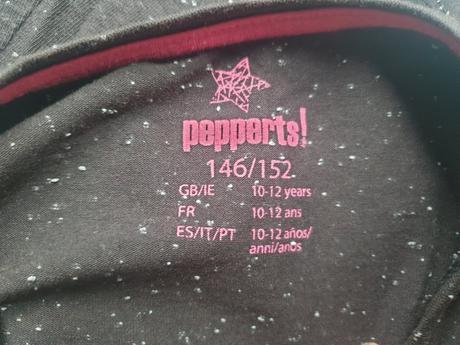 pepperts!
146/152
GB/IE 10-12 years
FR 10-12 ans
ES/IT/PT 10-12 años/
anni/anos